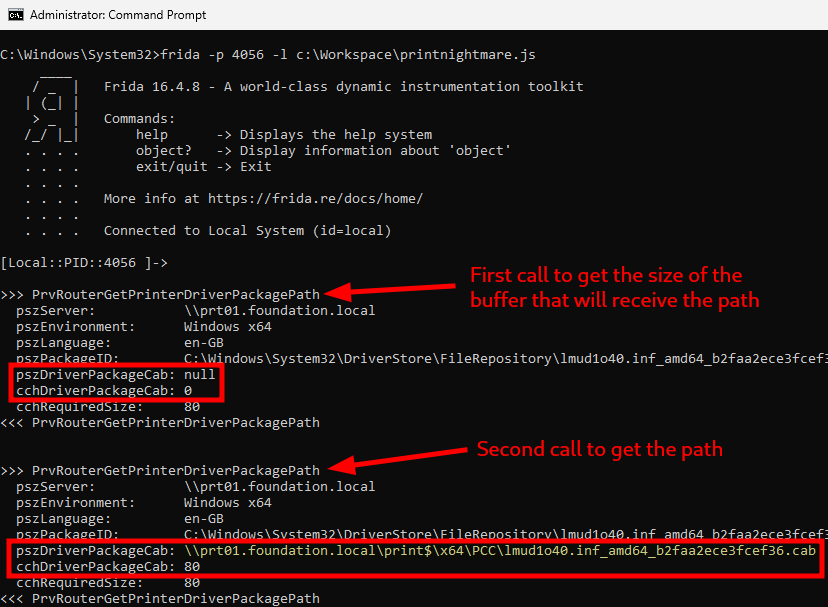 Administrator: Command Prompt
C:\Windows\System32>frida -p 4056 -l c:\Workspace\printnightmare.js
     ____
    / _  |   Frida 16.4.8 - A world-class dynamic instrumentation toolkit
   | (_| |
    > _  |   Commands:
   /_/ |_|       help      -> Displays the help system
   . . . .       object?   -> Display information about 'object'
   . . . .       exit/quit -> Exit
   . . . .
   . . . .   More info at https://frida.re/docs/home/
   . . . .
   . . . .   Connected to Local System (id=local)
[Local::PID::4056 ]->
First call to get the size of the
buffer that will receive the path
>>> PrvRouterGetPrinterDriverPackagePath
  pszServer:           \\prt01.foundation.local
  pszEnvironment:      Windows x64
  pszLanguage:         en-GB
  pszPackageID:        C:\Windows\System32\DriverStore\FileRepository\lmud1o40.inf_amd64_b2faa2ece3fcef3
  pszDriverPackageCab: null
  cchDriverPackageCab: 0
  cchRequiredSize:     80
<<< PrvRouterGetPrinterDriverPackagePath
Second call to get the path
>>> PrvRouterGetPrinterDriverPackagePath
  pszServer:           \\prt01.foundation.local
  pszEnvironment:      Windows x64
  pszLanguage:         en-GB
  pszPackageID:        C:\Windows\System32\DriverStore\FileRepository\lmud1o40.inf_amd64_b2faa2ece3fcef3
  pszDriverPackageCab: \\prt01.foundation.local\print$\x64\PCC\lmud1o40.inf_amd64_b2faa2ece3fcef36.cab
  cchDriverPackageCab: 80
  cchRequiredSize:     80
<<< PrvRouterGetPrinterDriverPackagePath